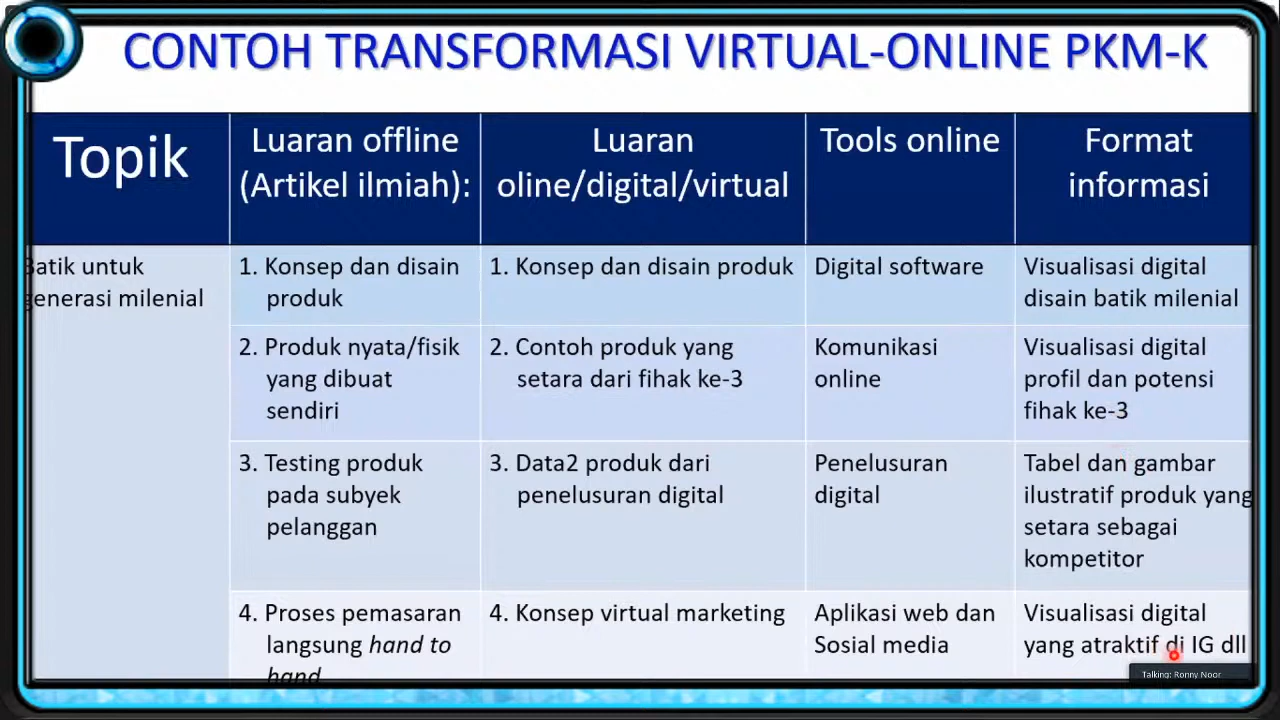 CONTOH TRANSFORMASI VIRTUAL-ONLINE PKM-K
Topik
Luaran offline
(Artikel ilmiah):
Luaran
oline/digital/virtual
Tools online
Format
informasi
Batik untuk
generasi milenial
1. Konsep dan disain
produk
1. Konsep dan disain produk
Digital software
Visualisasi digital
disain batik milenial
2. Produk nyata/fisik
yang dibuat
sendiri
2. Contoh produk yang
setara dari fihak ke-3
Komunikasi
online
Visualisasi digital
profil dan potensi
fihak ke-3
3. Testing produk
pada subyek
pelanggan
3. Data2 produk dari
penelusuran digital
Penelusuran
digital
Tabel dan gambar
ilustratif produk yang
setara sebagai
kompetitor
4. Proses pemasaran
langsung hand to
hand
4. Konsep virtual marketing
Aplikasi web dan
Sosial media
Visualisasi digital
yang atraktif di IG dll
Talking: Ronny Noor